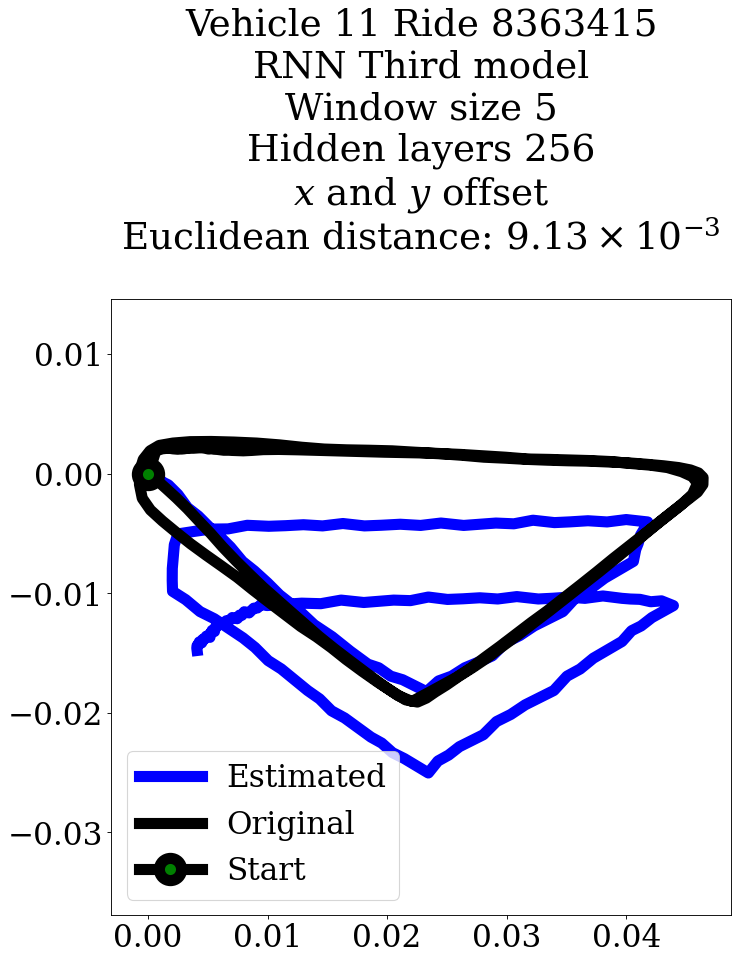 Vehicle 11 Ride 8363415
RNN Third model
Window size 5
Hidden layers 256
x and y offset
Euclidean distance: 9.13 × 10⁻³
0.01
0.00
−0.01
−0.02
−0.03
Estimated
Original
Start
0.00 0.01 0.02 0.03 0.04